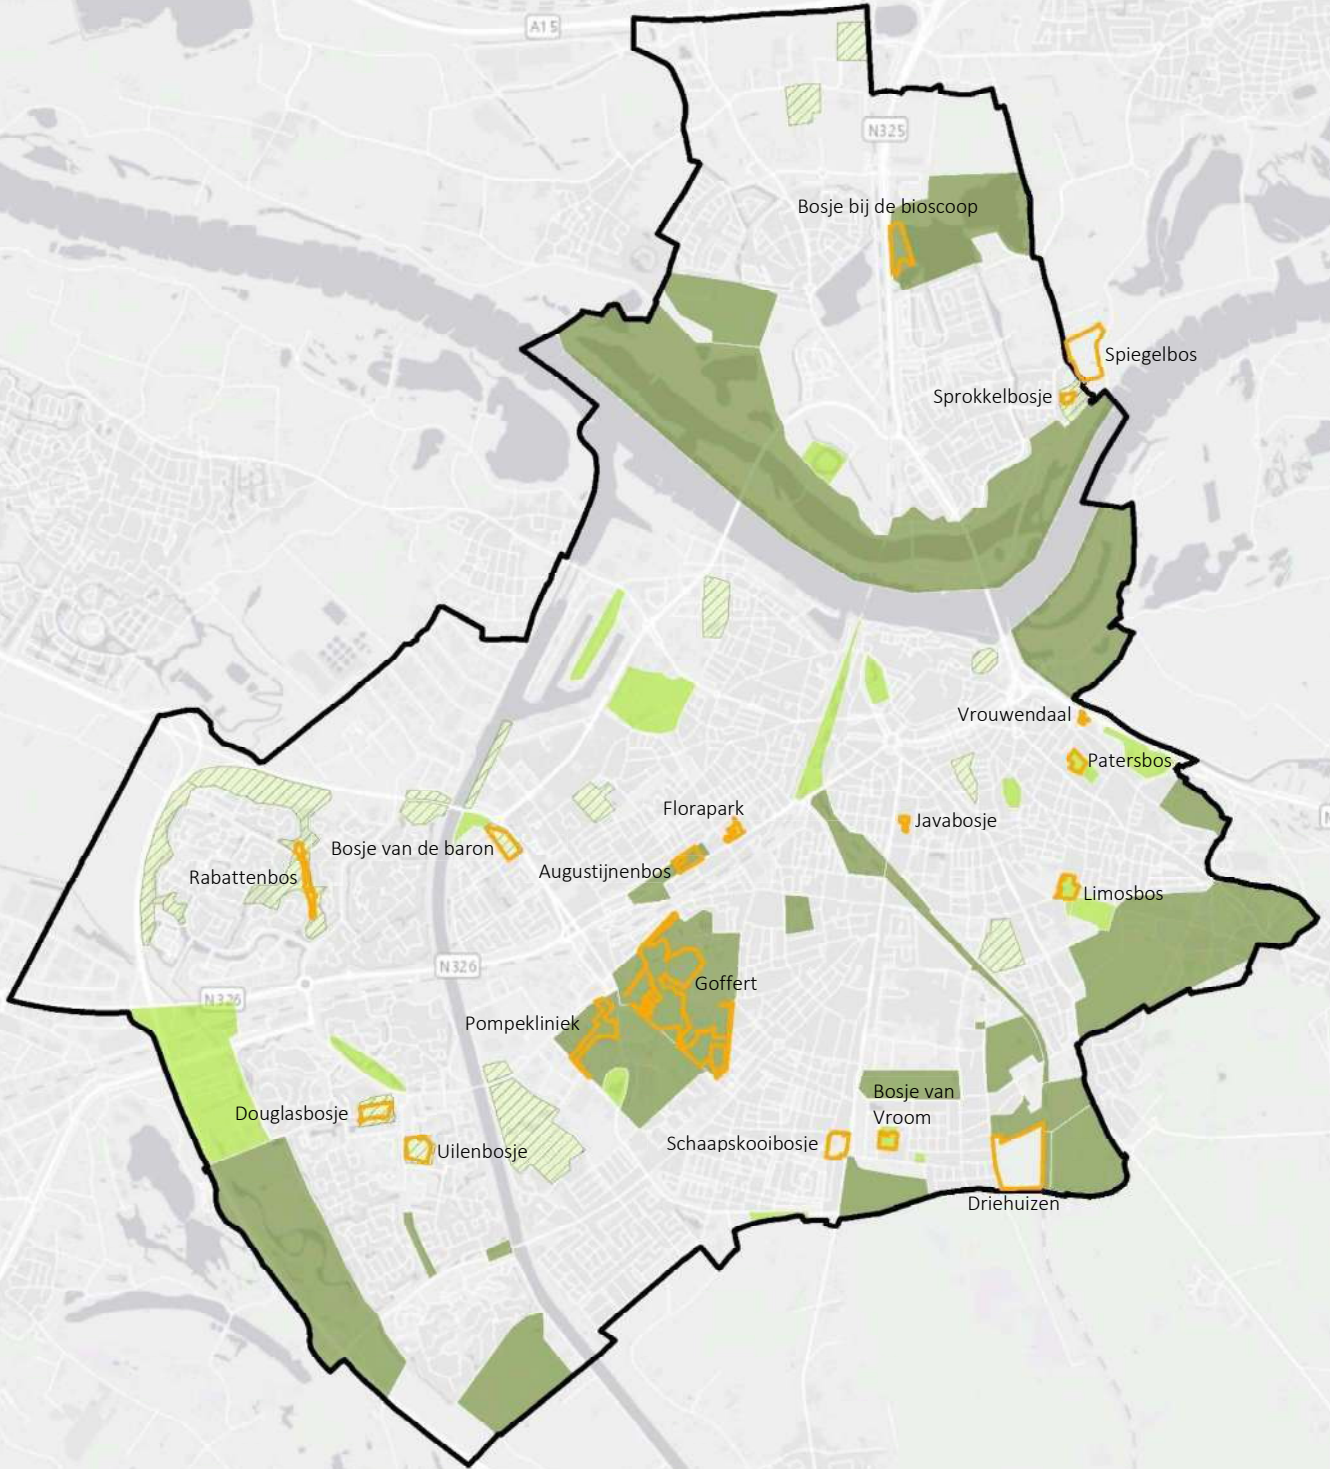 A15
N325
Bosje bij de bioscoop
Spiegelbos
Sprokkelbosje
Vrouwendaal
Patersbos
Florapark
Javabosje
Bosje van de baron
Augustijnenbos
Rabattenbos
Limosbos
N326
Goffert
N326
Pompekliniek
Bosje van
Vroom
Douglasbosje
Schaapskooibosje
Uilenbosje
Driehuizen